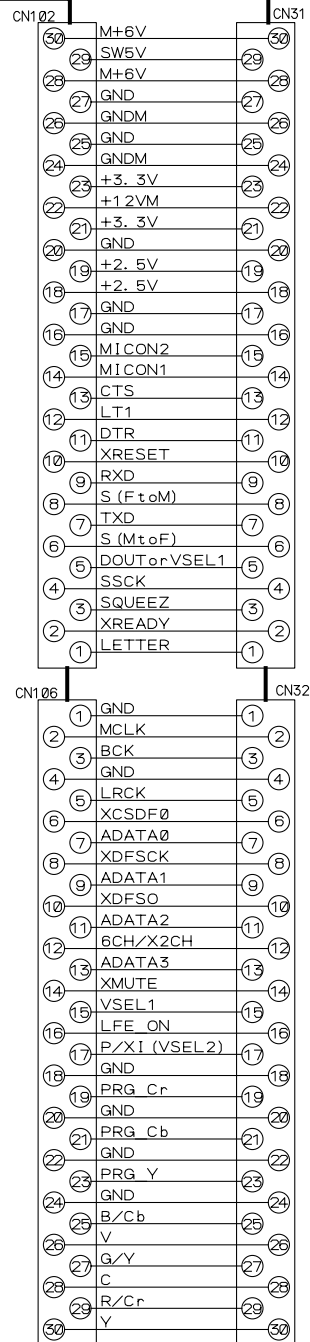 CN102 CN31
30 M+6V 30
29 SW5V 29
28 M+6V 28
27 GND 27
26 GNDM 26
25 GND 25
24 GNDM 24
23 +3.3V 23
22 +12VM 22
21 +3.3V 21
20 GND 20
19 +2.5V 19
18 +2.5V 18
17 GND 17
16 GND 16
15 MICON2 15
14 MICON1 14
13 CTS 13
12 LT1 12
11 DTR 11
10 XRESET 10
9 RXD 9
8 S(FtoM) 8
7 TXD 7
6 S(MtoF) 6
5 DOUTorVSEL1 5
4 SSCK 4
3 SQUEEZ 3
2 XREADY 2
1 LETTER 1
CN106 CN32
1 GND 1
2 MCLK 2
3 BCK 3
4 GND 4
5 LRCK 5
6 XCSDF0 6
7 ADATA0 7
8 XDFSCK 8
9 ADATA1 9
10 XDFSO 10
11 ADATA2 11
12 6CH/X2CH 12
13 ADATA3 13
14 XMUTE 14
15 VSEL1 15
16 LFE_ON 16
17 P/XI(VSEL2) 17
18 GND 18
19 PRG_Cr 19
20 GND 20
21 PRG_Cb 21
22 GND 22
23 PRG_Y 23
24 GND 24
25 B/Cb 25
26 V 26
27 G/Y 27
28 C 28
29 R/Cr 29
30 Y 30